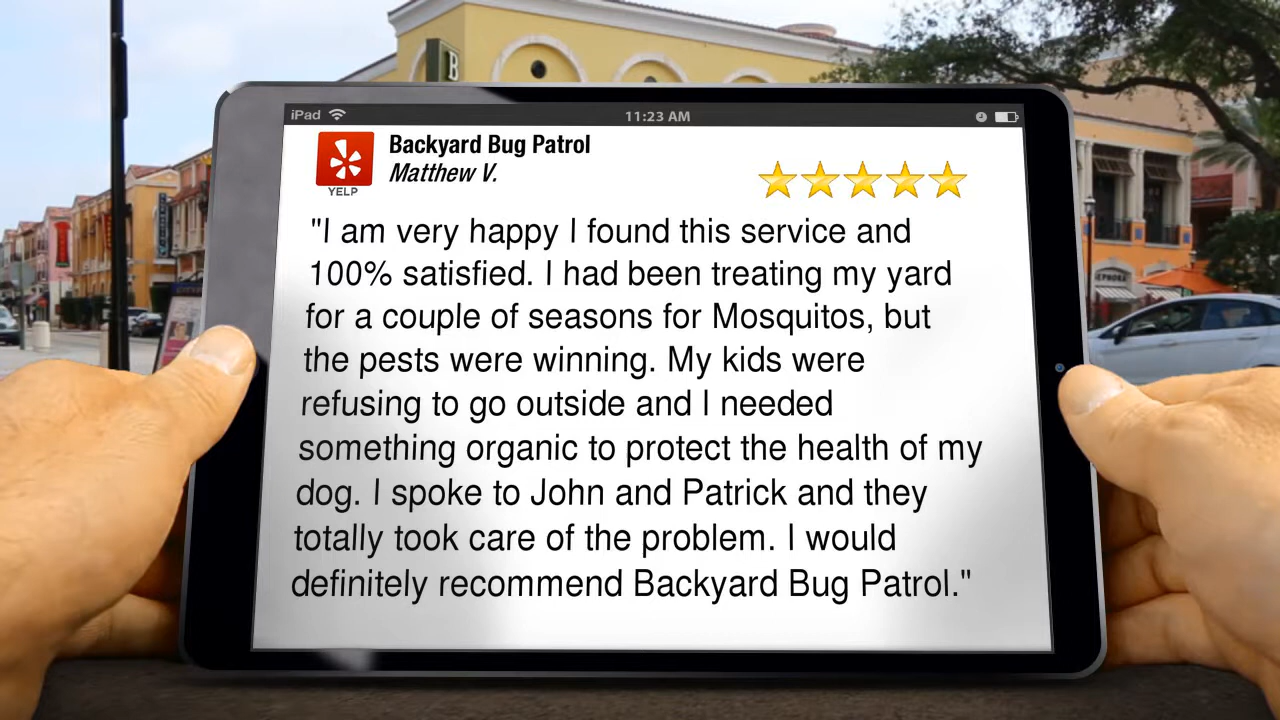 iPad 11:23 AM
Backyard Bug Patrol
Matthew V.
YELP
"I am very happy I found this service and
100% satisfied. I had been treating my yard
for a couple of seasons for Mosquitos, but
the pests were winning. My kids were
refusing to go outside and I needed
something organic to protect the health of my
dog. I spoke to John and Patrick and they
totally took care of the problem. I would
definitely recommend Backyard Bug Patrol."
B
SEPHORA